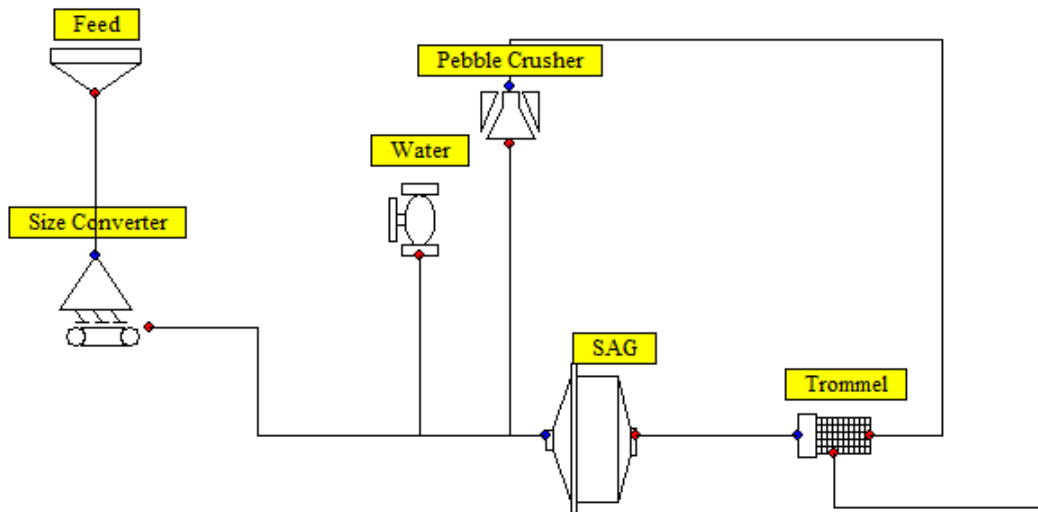 Feed
Pebble Crusher
Water
Size Converter
SAG
Trommel